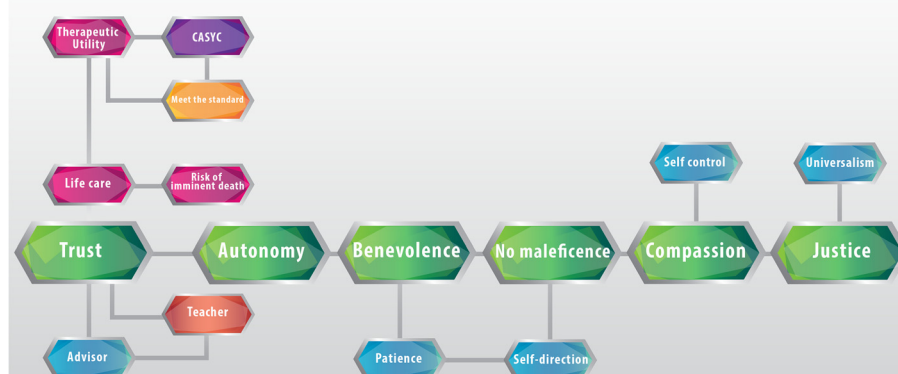 Therapeutic
Utility
CASYC
Meet the standard
Life care
Risk of
imminent death
Self control
Universalism
Trust
Autonomy
Benevolence
No maleficence
Compassion
Justice
Teacher
Advisor
Patience
Self-direction